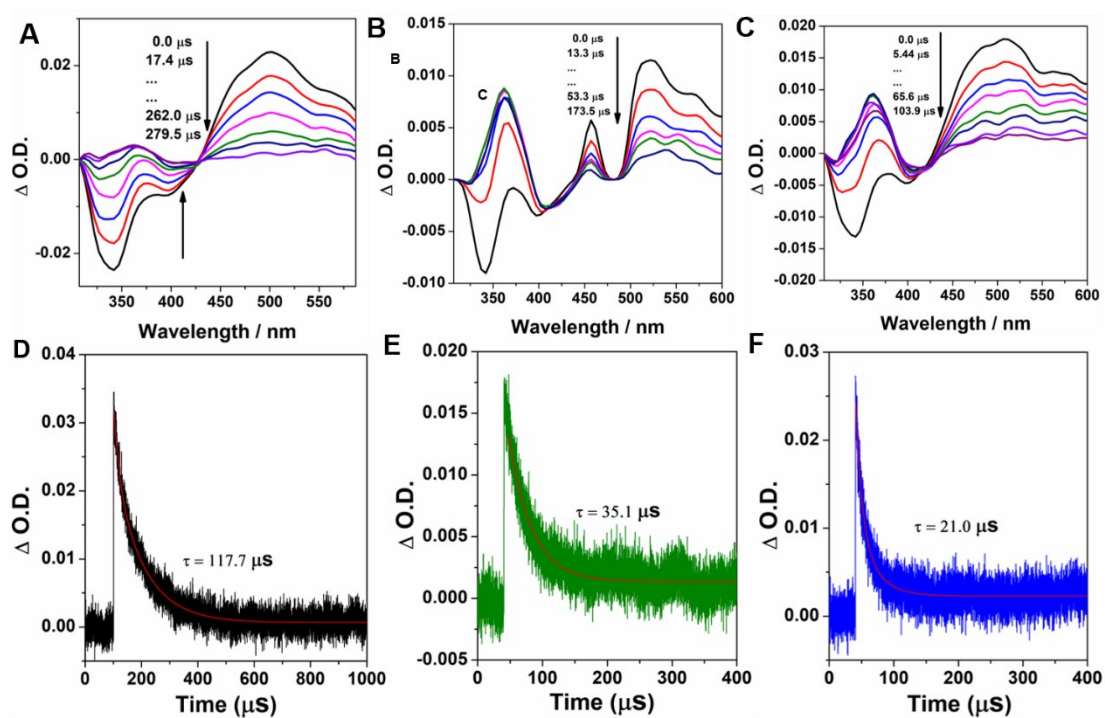 A
0.0 μs
17.4 μs
...
...
262.0 μs
279.5 μs
Δ O.D.
0.02
0.00
-0.02
350 400 450 500 550
Wavelength / nm
B
B
C
0.0 μs
13.3 μs
...
...
53.3 μs
173.5 μs
Δ O.D.
0.015
0.010
0.005
0.000
-0.005
-0.010
350 400 450 500 550 600
Wavelength / nm
C
0.0 μs
5.44 μs
...
...
65.6 μs
103.9 μs
Δ O.D.
0.020
0.015
0.010
0.005
0.000
-0.005
-0.010
-0.015
-0.020
350 400 450 500 550 600
Wavelength / nm
D
Δ O.D.
0.04
0.03
0.02
0.01
0.00
τ = 117.7 μs
0 200 400 600 800 1000
Time (μs)
E
Δ O.D.
0.020
0.015
0.010
0.005
0.000
-0.005
τ = 35.1 μs
0 100 200 300 400
Time (μs)
F
Δ O.D.
0.03
0.02
0.01
0.00
τ = 21.0 μs
0 100 200 300 400
Time (μs)